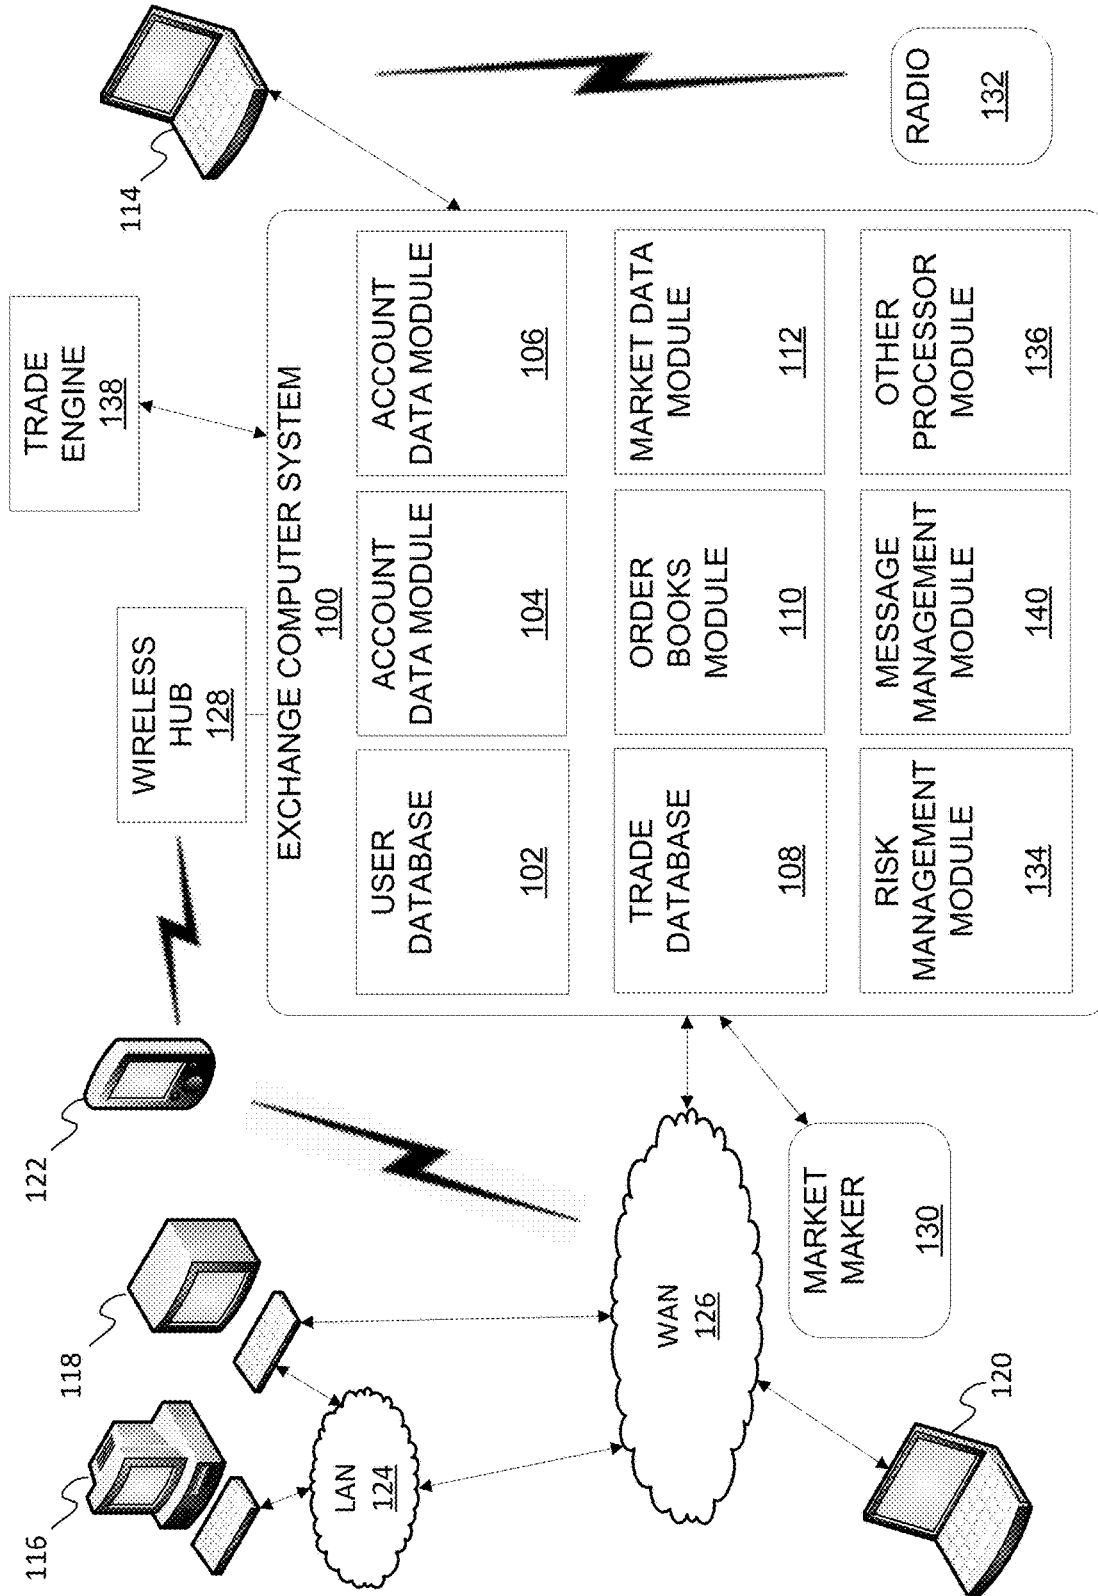 114
TRADE
ENGINE
138
WIRELESS
HUB
128
122
118
116
EXCHANGE COMPUTER SYSTEM
100
USER
DATABASE
102
ACCOUNT
DATA MODULE
104
ACCOUNT
DATA MODULE
106
TRADE
DATABASE
108
ORDER
BOOKS
MODULE
110
MARKET DATA
MODULE
112
RISK
MANAGEMENT
MODULE
134
MESSAGE
MANAGEMENT
MODULE
140
OTHER
PROCESSOR
MODULE
136
RADIO
132
LAN
124
WAN
126
MARKET
MAKER
130
120